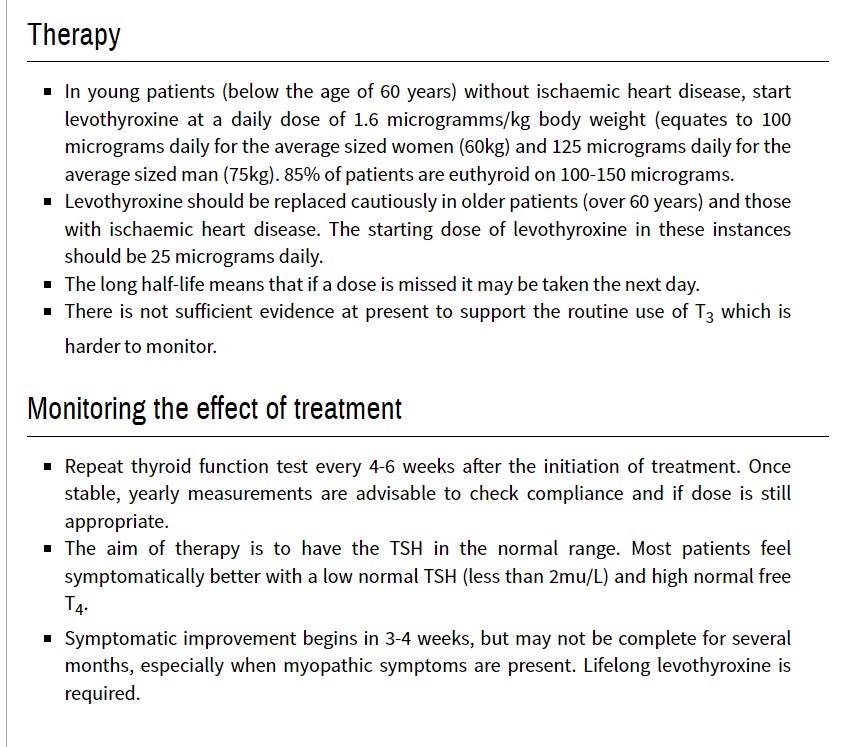 Therapy
▪ In young patients (below the age of 60 years) without ischaemic heart disease, start
levothyroxine at a daily dose of 1.6 microgramms/kg body weight (equates to 100
micrograms daily for the average sized women (60kg) and 125 micrograms daily for the
average sized man (75kg). 85% of patients are euthyroid on 100-150 micrograms.
▪ Levothyroxine should be replaced cautiously in older patients (over 60 years) and those
with ischaemic heart disease. The starting dose of levothyroxine in these instances
should be 25 micrograms daily.
▪ The long half-life means that if a dose is missed it may be taken the next day.
▪ There is not sufficient evidence at present to support the routine use of T3 which is
harder to monitor.
Monitoring the effect of treatment
▪ Repeat thyroid function test every 4-6 weeks after the initiation of treatment. Once
stable, yearly measurements are advisable to check compliance and if dose is still
appropriate.
▪ The aim of therapy is to have the TSH in the normal range. Most patients feel
symptomatically better with a low normal TSH (less than 2mu/L) and high normal free
T4.
▪ Symptomatic improvement begins in 3-4 weeks, but may not be complete for several
months, especially when myopathic symptoms are present. Lifelong levothyroxine is
required.